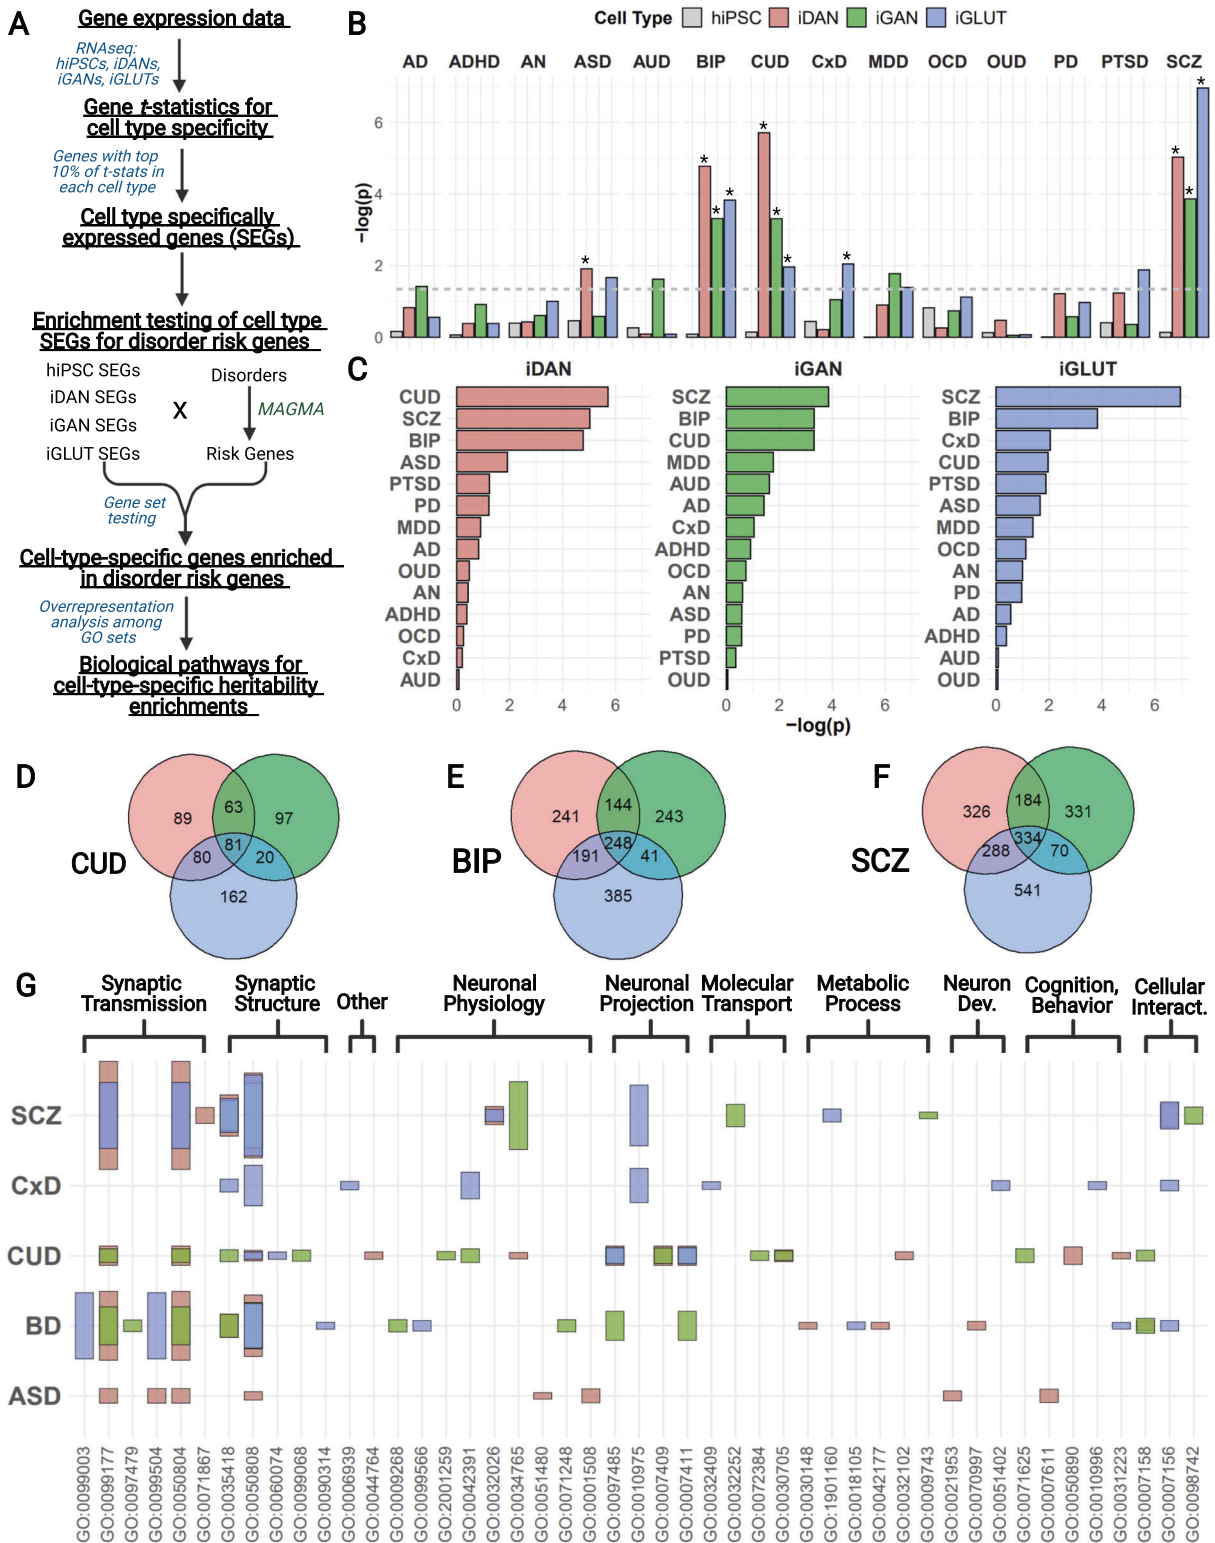 A
Gene expression data
RNAseq:
hiPSCs, iDANs,
iGANs, iGLUTs
Gene t-statistics for
cell type specificity
Genes with top
10% of t-stats in
each cell type
Cell type specifically
expressed genes (SEGs)
Enrichment testing of cell type
SEGs for disorder risk genes
hiPSC SEGs
iDAN SEGs
iGAN SEGs
iGLUT SEGs
X
Disorders
MAGMA
Risk Genes
Gene set
testing
Cell-type-specific genes enriched
in disorder risk genes
Overrepresentation
analysis among
GO sets
Biological pathways for
cell-type-specific heritability
enrichments
B
Cell Type hiPSC iDAN iGAN iGLUT
AD ADHD AN ASD AUD BIP CUD CxD MDD OCD OUD PD PTSD SCZ
−log(p)
6
4
2
0
* * * * * * * * * * *
C
iDAN
CUD
SCZ
BIP
ASD
PTSD
PD
MDD
AD
OUD
AN
ADHD
OCD
CxD
AUD
0 2 4 6
iGAN
SCZ
BIP
CUD
MDD
AUD
AD
CxD
ADHD
OCD
AN
ASD
PD
PTSD
OUD
0 2 4 6
−log(p)
iGLUT
SCZ
BIP
CxD
CUD
PTSD
ASD
MDD
OCD
AN
PD
AD
ADHD
AUD
OUD
0 2 4 6
D
CUD
89 63 97
80 81 20
162
E
BIP
241 144 243
191 248 41
385
F
SCZ
326 184 331
288 334 70
541
G
Synaptic
Transmission
Synaptic
Structure
Other
Neuronal
Physiology
Neuronal
Projection
Molecular
Transport
Metabolic
Process
Neuron
Dev.
Cognition,
Behavior
Cellular
Interact.
SCZ
CxD
CUD
BD
ASD
GO:0099003
GO:0099177
GO:0097479
GO:0099504
GO:0050804
GO:0071867
GO:0035418
GO:0050808
GO:0060074
GO:0099068
GO:0090314
GO:0006939
GO:0044764
GO:0009268
GO:0099566
GO:2001259
GO:0042391
GO:0032026
GO:0034765
GO:0051480
GO:0071248
GO:0001508
GO:0097485
GO:0010975
GO:0007409
GO:0007411
GO:0032409
GO:0032252
GO:0072384
GO:0030705
GO:0030148
GO:1901160
GO:0018105
GO:0042177
GO:0032102
GO:0009743
GO:0021953
GO:0070997
GO:0051402
GO:0071625
GO:0007611
GO:0050890
GO:0010996
GO:0031223
GO:0007158
GO:0007156
GO:0098742